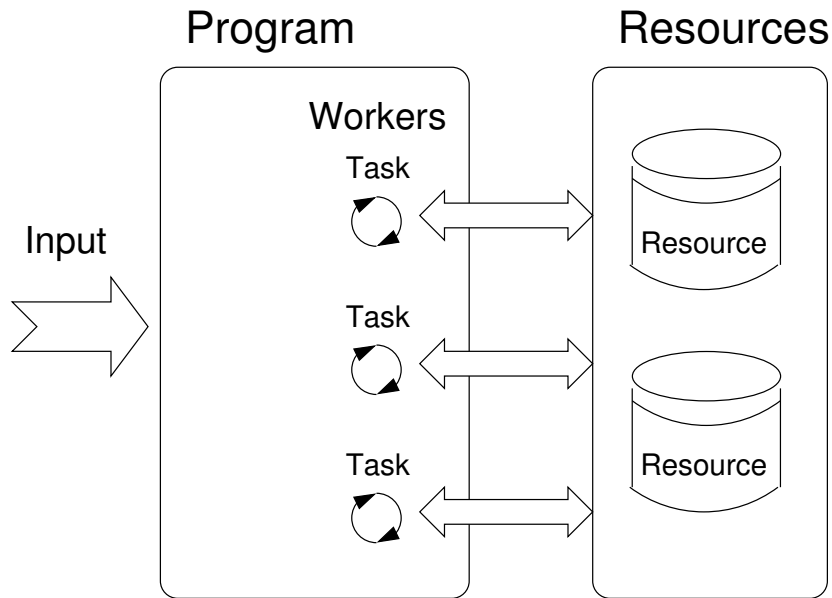 Program
Resources
Workers
Task
Input
Resource
Task
Task
Resource